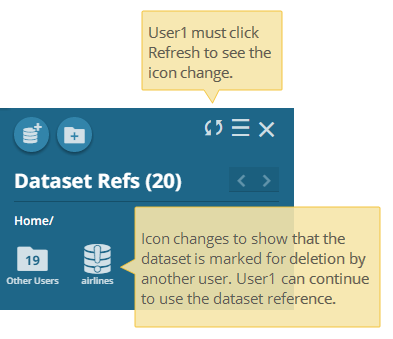 User1 must click
Refresh to see the
icon change.
Dataset Refs (20)
Home/
19
Other Users
airlines
Icon changes to show that the
dataset is marked for deletion by
another user. User1 can continue
to use the dataset reference.